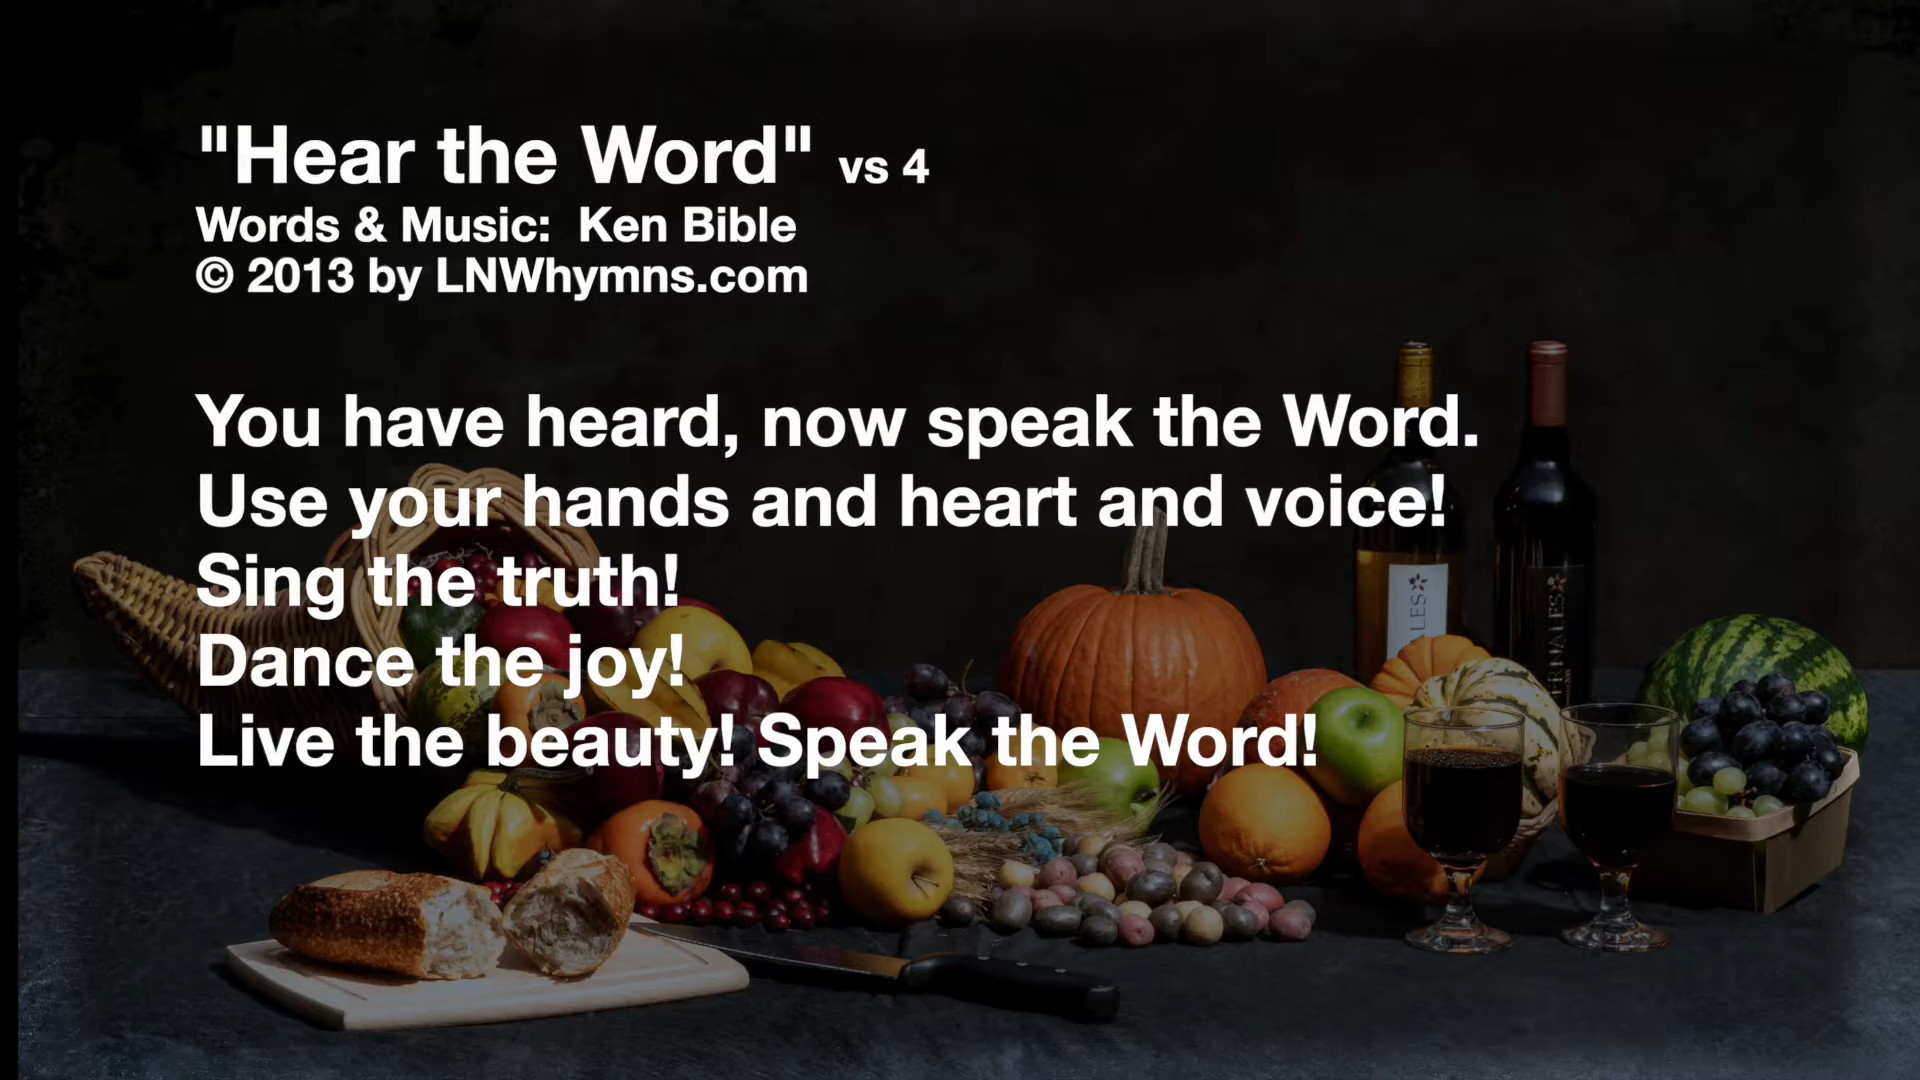 "Hear the Word" vs 4
Words & Music: Ken Bible
© 2013 by LNWhymns.com
You have heard, now speak the Word.
Use your hands and heart and voice!
Sing the truth!
Dance the joy!
Live the beauty! Speak the Word!